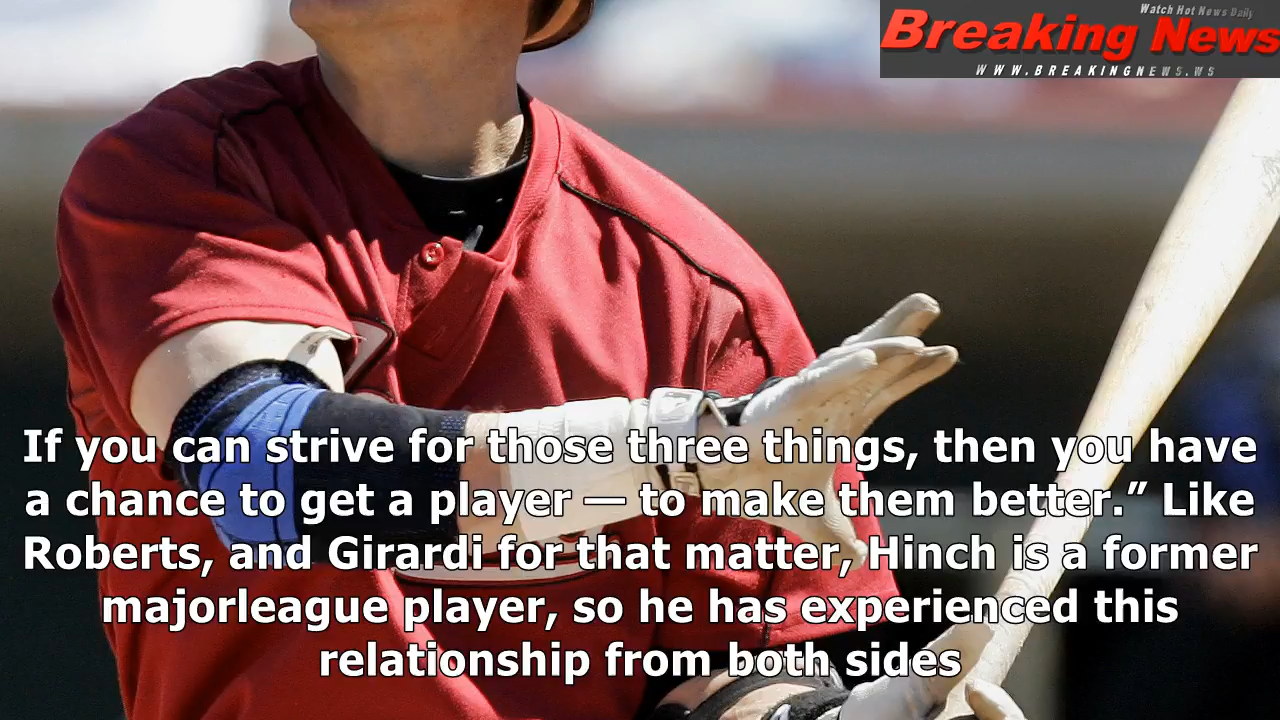 Watch Hot News Daily
Breaking News
WWW.BREAKINGNEWS.WS
If you can strive for those three things, then you have
a chance to get a player — to make them better.” Like
Roberts, and Girardi for that matter, Hinch is a former
majorleague player, so he has experienced this
relationship from both sides